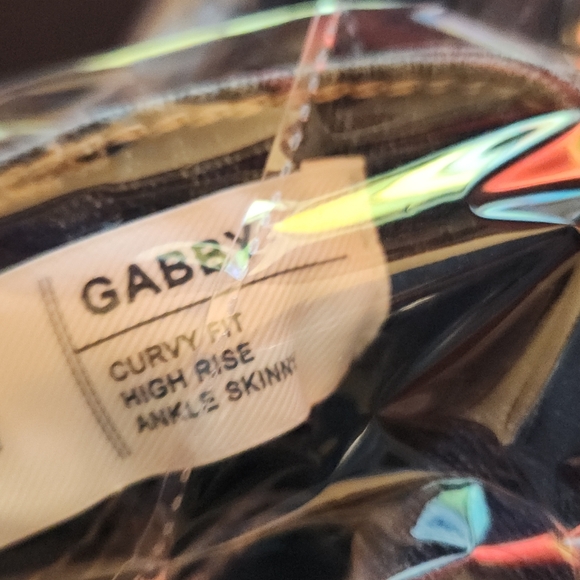 GABBY
CURVY FIT
HIGH RISE
ANKLE SKINNY